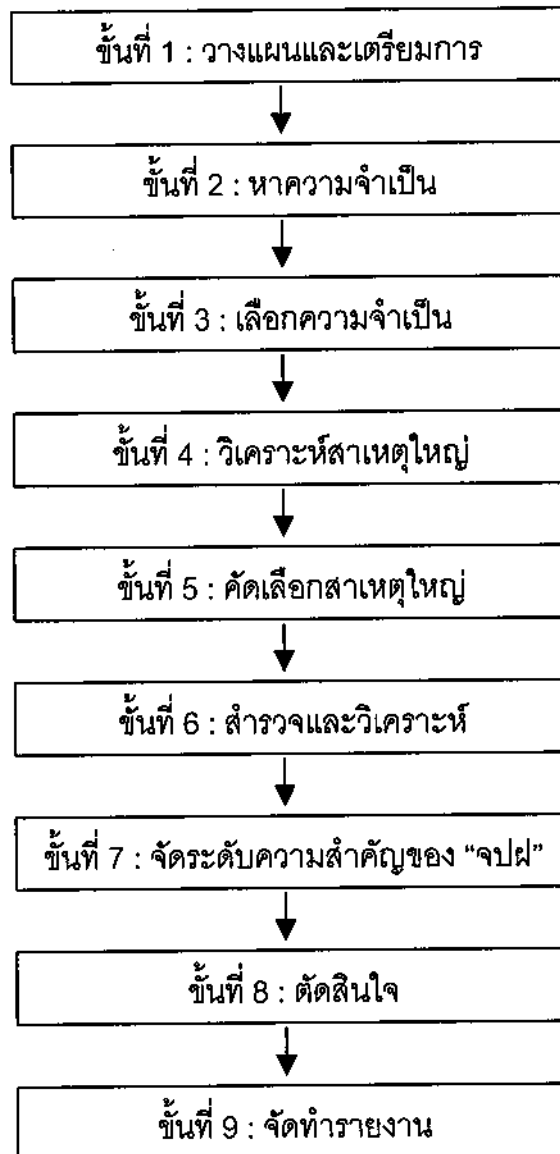 ขั้นที่ 1 : วางแผนและเตรียมการ
ขั้นที่ 2 : หาความจำเป็น
ขั้นที่ 3 : เลือกความจำเป็น
ขั้นที่ 4 : วิเคราะห์สาเหตุใหญ่
ขั้นที่ 5 : คัดเลือกสาเหตุใหญ่
ขั้นที่ 6 : สำรวจและวิเคราะห์
ขั้นที่ 7 : จัดระดับความสำคัญของ “จปฝ”
ขั้นที่ 8 : ตัดสินใจ
ขั้นที่ 9 : จัดทำรายงาน